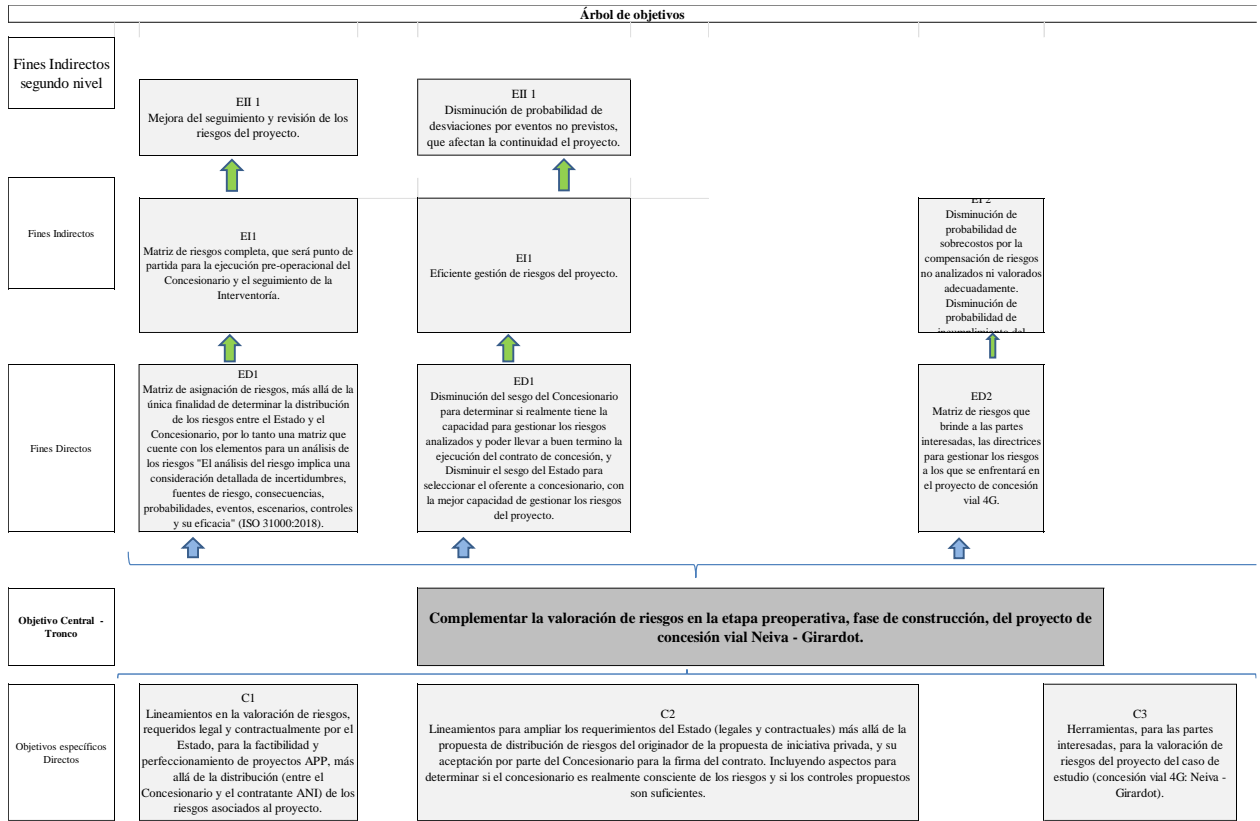 Árbol de objetivos
Fines Indirectos
segundo nivel
EII 1
Mejora del seguimiento y revisión de los
riesgos del proyecto.
EII 1
Disminución de probabilidad de
desviaciones por eventos no previstos,
que afectan la continuidad el proyecto.
Fines Indirectos
EI1
Matriz de riesgos completa, que será punto de
partida para la ejecución pre-operacional del
Concesionario y el seguimiento de la
Interventoría.
EI1
Eficiente gestión de riesgos del proyecto.
EI 2
Disminución de
probabilidad de
sobrecostos por la
compensación de riesgos
no analizados ni valorados
adecuadamente.
Disminución de
probabilidad de
incumplimiento del
Fines Directos
ED1
Matriz de asignación de riesgos, más allá de la
única finalidad de determinar la distribución
de los riesgos entre el Estado y el
Concesionario, por lo tanto una matriz que
cuente con los elementos para un análisis de
los riesgos "El análisis del riesgo implica una
consideración detallada de incertidumbres,
fuentes de riesgo, consecuencias,
probabilidades, eventos, escenarios, controles
y su eficacia" (ISO 31000:2018).
ED1
Disminución del sesgo del Concesionario
para determinar si realmente tiene la
capacidad para gestionar los riesgos
analizados y poder llevar a buen termino la
ejecución del contrato de concesión, y
Disminuir el sesgo del Estado para
seleccionar el oferente a concesionario, con
la mejor capacidad de gestionar los riesgos
del proyecto.
ED2
Matriz de riesgos que
brinde a las partes
interesadas, las directrices
para gestionar los riesgos
a los que se enfrentará en
el proyecto de concesión
vial 4G.
Objetivo Central -
Tronco
Complementar la valoración de riesgos en la etapa preoperativa, fase de construcción, del proyecto de
concesión vial Neiva - Girardot.
Objetivos específicos
Directos
C1
Lineamientos en la valoración de riesgos,
requeridos legal y contractualmente por el
Estado, para la factibilidad y
perfeccionamiento de proyectos APP, más
allá de la distribución (entre el
Concesionario y el contratante ANI) de los
riesgos asociados al proyecto.
C2
Lineamientos para ampliar los requerimientos del Estado (legales y contractuales) más allá de la
propuesta de distribución de riesgos del originador de la propuesta de iniciativa privada, y su
aceptación por parte del Concesionario para la firma del contrato. Incluyendo aspectos para
determinar si el concesionario es realmente consciente de los riesgos y si los controles propuestos
son suficientes.
C3
Herramientas, para las partes
interesadas, para la valoración de
riesgos del proyecto del caso de
estudio (concesión vial 4G: Neiva -
Girardot).